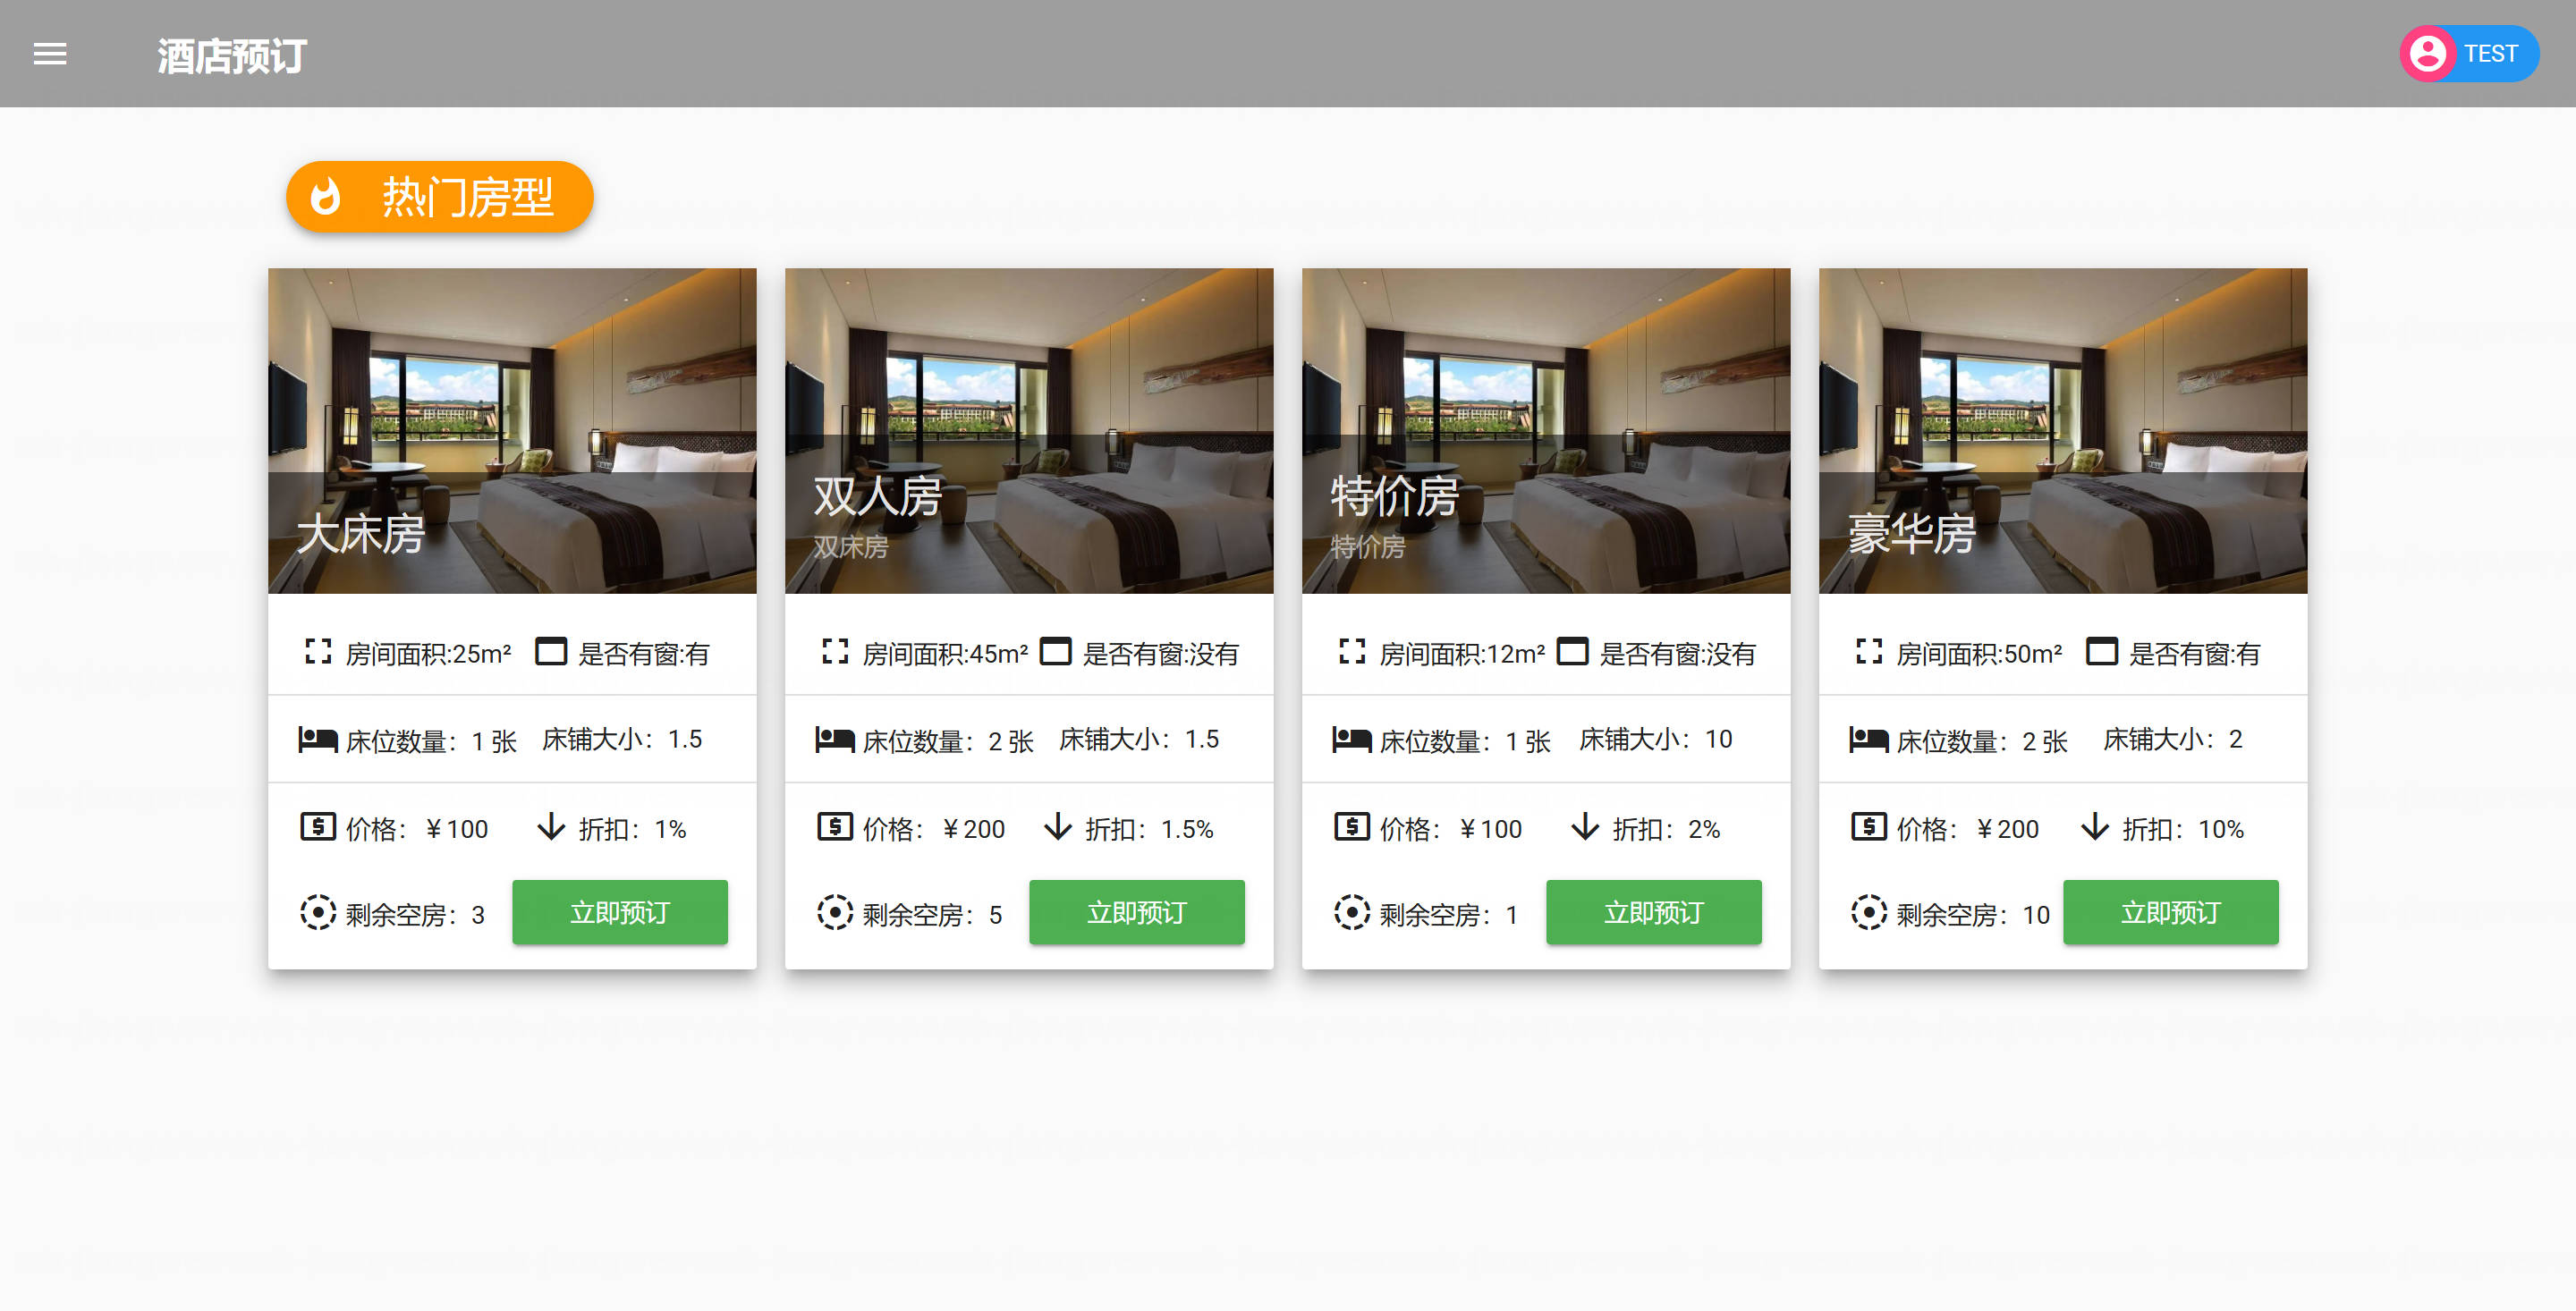 酒店预订
TEST
热门房型
大床房
房间面积:25m² 是否有窗:有
床位数量：1 张 床铺大小：1.5
价格：￥100 折扣：1%
剩余空房：3 立即预订
双人房
双床房
房间面积:45m² 是否有窗:没有
床位数量：2 张 床铺大小：1.5
价格：￥200 折扣：1.5%
剩余空房：5 立即预订
特价房
特价房
房间面积:12m² 是否有窗:没有
床位数量：1 张 床铺大小：10
价格：￥100 折扣：2%
剩余空房：1 立即预订
豪华房
房间面积:50m² 是否有窗:有
床位数量：2 张 床铺大小：2
价格：￥200 折扣：10%
剩余空房：10 立即预订